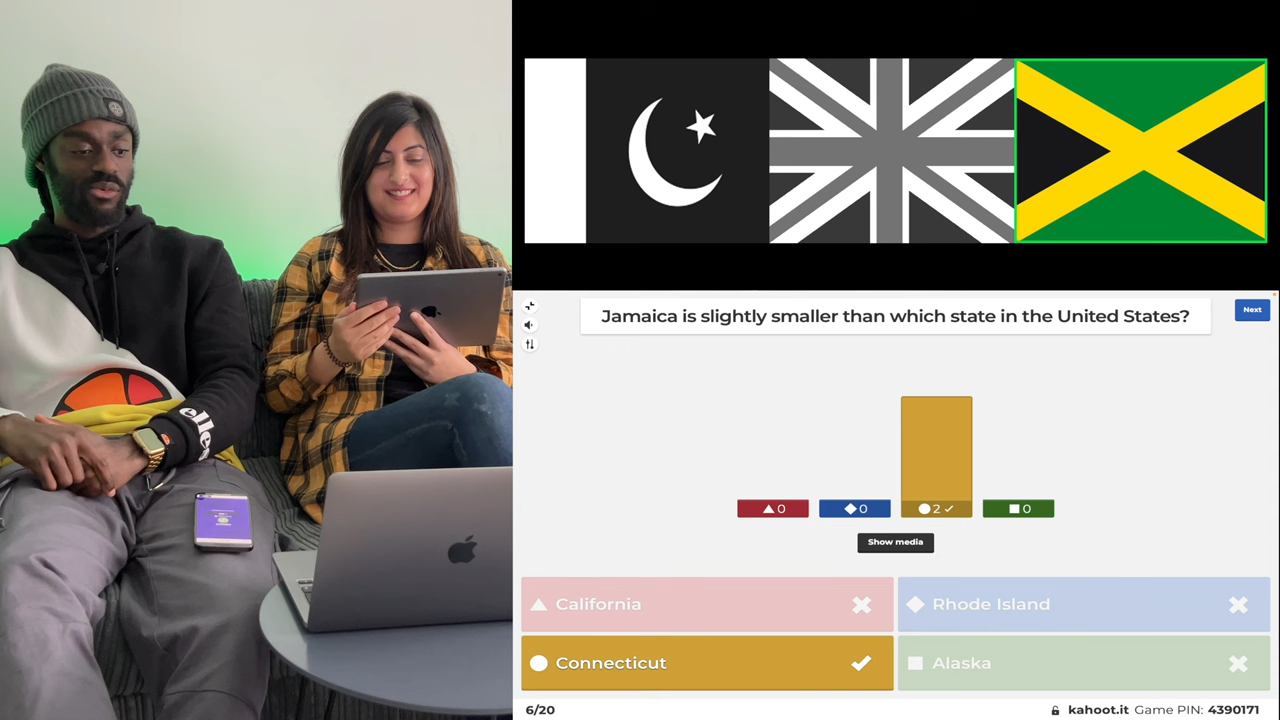 Jamaica is slightly smaller than which state in the United States?
Next
0
0
2
0
Show media
California
Rhode Island
Connecticut
Alaska
6/20
kahoot.it Game PIN: 4390171
elle